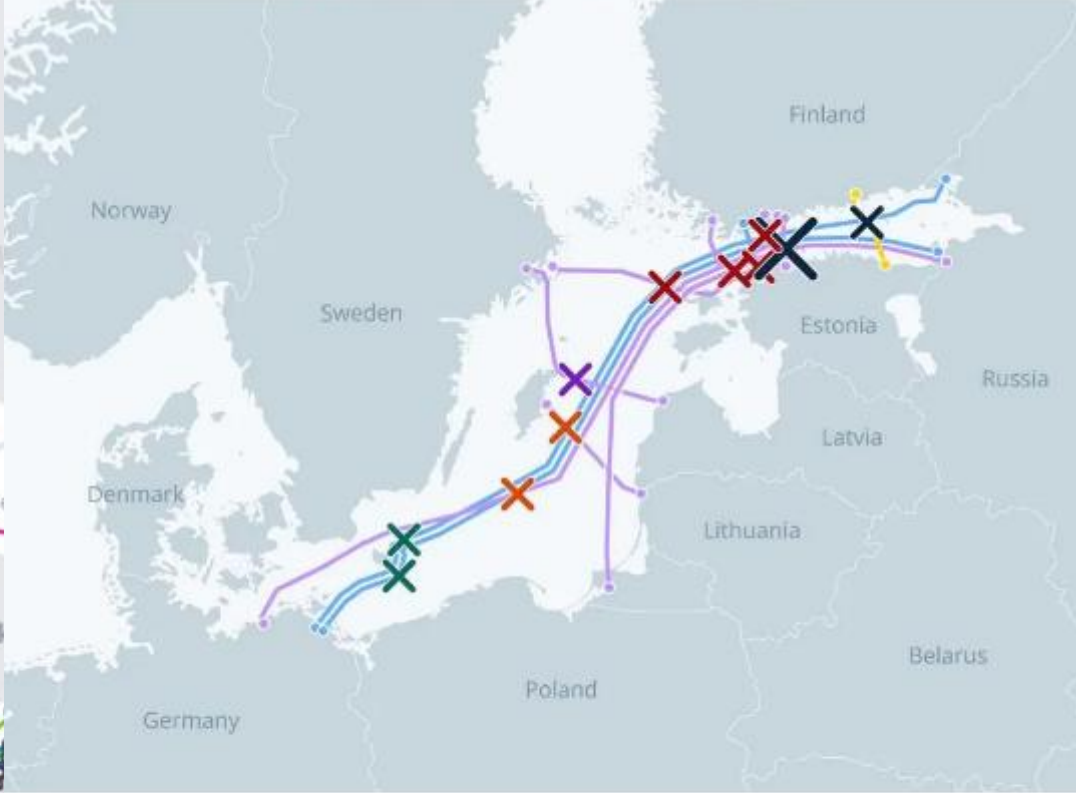 Finland
Norway
Sweden
Estonia
Russia
Latvia
Denmark
Lithuania
Belarus
Poland
Germany